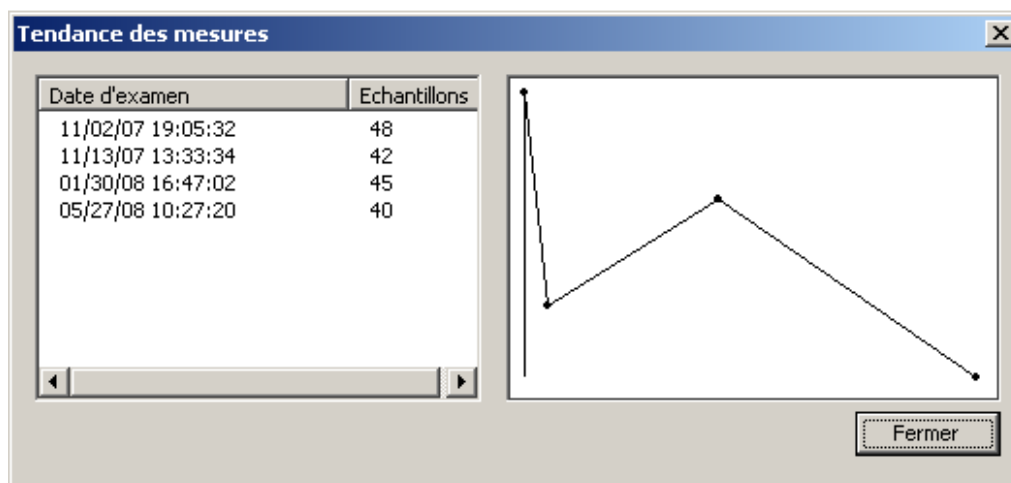 Tendance des mesures
Date d'examen Echantillons
11/02/07 19:05:32 48
11/13/07 13:33:34 42
01/30/08 16:47:02 45
05/27/08 10:27:20 40
Fermer